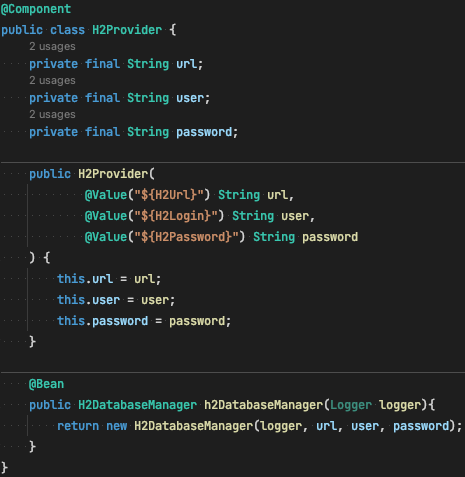 @Component
public class H2Provider {
2 usages
private final String url;
2 usages
private final String user;
2 usages
private final String password;
public H2Provider(
@Value("${H2Url}") String url,
@Value("${H2Login}") String user,
@Value("${H2Password}") String password
) {
this.url = url;
this.user = user;
this.password = password;
}
@Bean
public H2DatabaseManager h2DatabaseManager(Logger logger){
return new H2DatabaseManager(logger, url, user, password);
}
}